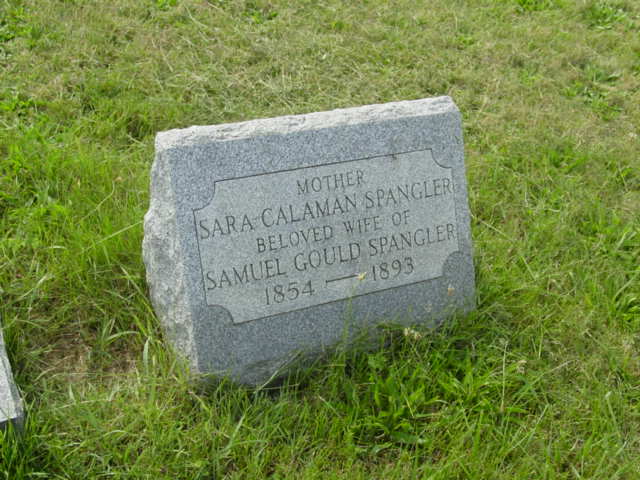 MOTHER
SARA CALAMAN SPANGLER
BELOVED WIFE OF
SAMUEL GOULD SPANGLER
1854 — 1893